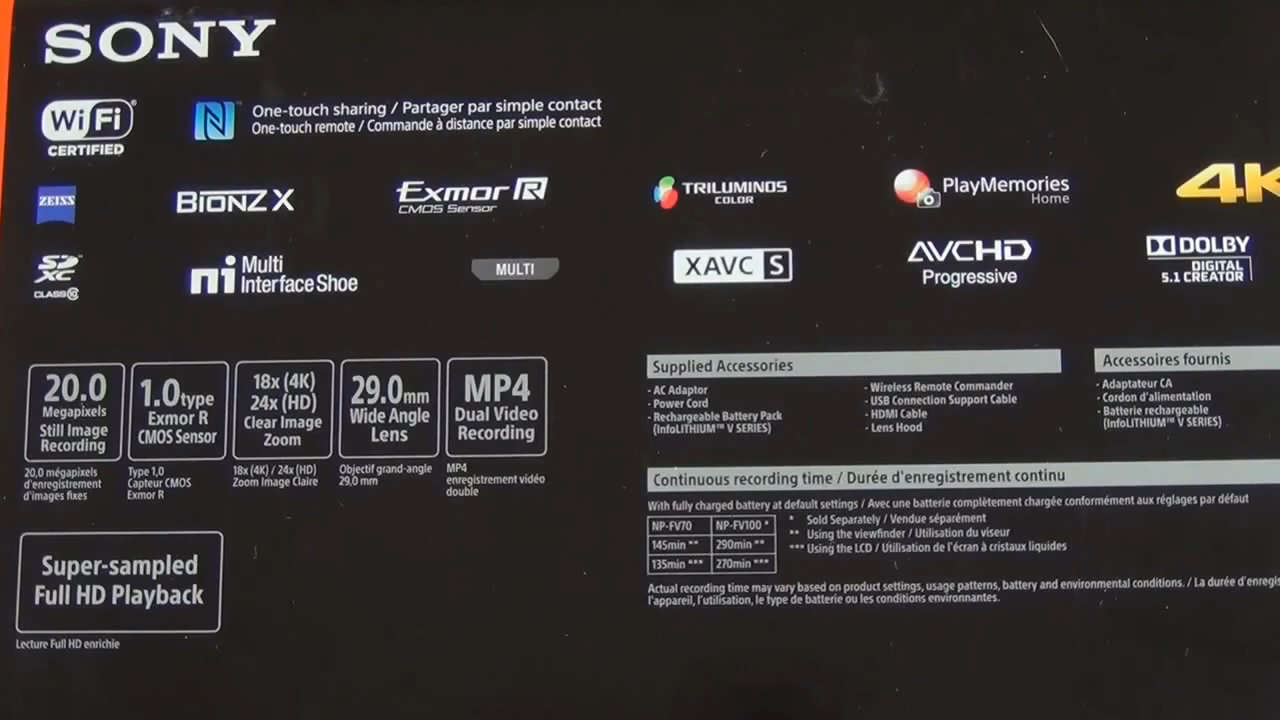 SONY
Wi Fi
CERTIFIED
One-touch sharing / Partager par simple contact
One-touch remote / Commande à distance par simple contact
ZEISS
BIONZ X
Exmor R
CMOS Sensor
TRILUMINOS
COLOR
PlayMemories
Home
4K
SD
XC
CLASS 10
Multi
Interface Shoe
MULTI
XAVC S
AVCHD
Progressive
DOLBY
DIGITAL
5.1 CREATOR
20.0
Megapixels
Still Image
Recording
20,0 mégapixels
d'enregistrement
d'images fixes
1.0type
Exmor R
CMOS Sensor
Type 1,0
Capteur CMOS
Exmor R
18x (4K)
24x (HD)
Clear Image
Zoom
18x (4K) / 24x (HD)
Zoom Image Claire
29.0mm
Wide Angle
Lens
Objectif grand-angle
29,0 mm
MP4
Dual Video
Recording
MP4
enregistrement vidéo
double
Super-sampled
Full HD Playback
Lecture Full HD enrichie
Supplied Accessories
· AC Adaptor
· Power Cord
· Rechargeable Battery Pack
(InfoLITHIUM™ V SERIES)
· Wireless Remote Commander
· USB Connection Support Cable
· HDMI Cable
· Lens Hood
Accessoires fournis
· Adaptateur CA
· Cordon d'alimentation
· Batterie rechargeable
(InfoLITHIUM™ V SERIES)
Continuous recording time / Durée d'enregistrement continu
With fully charged battery at default settings / Avec une batterie complètement chargée conformément aux réglages par défaut
NP-FV70 NP-FV100 *
145min ** 290min **
135min *** 270min ***
* Sold Separately / Vendue séparément
** Using the viewfinder / Utilisation du viseur
*** Using the LCD / Utilisation de l'écran à cristaux liquides
Actual recording time may vary based on product settings, usage patterns, battery and environmental conditions. / La durée d'enregis
l'appareil, l'utilisation, le type de batterie ou les conditions environnantes.